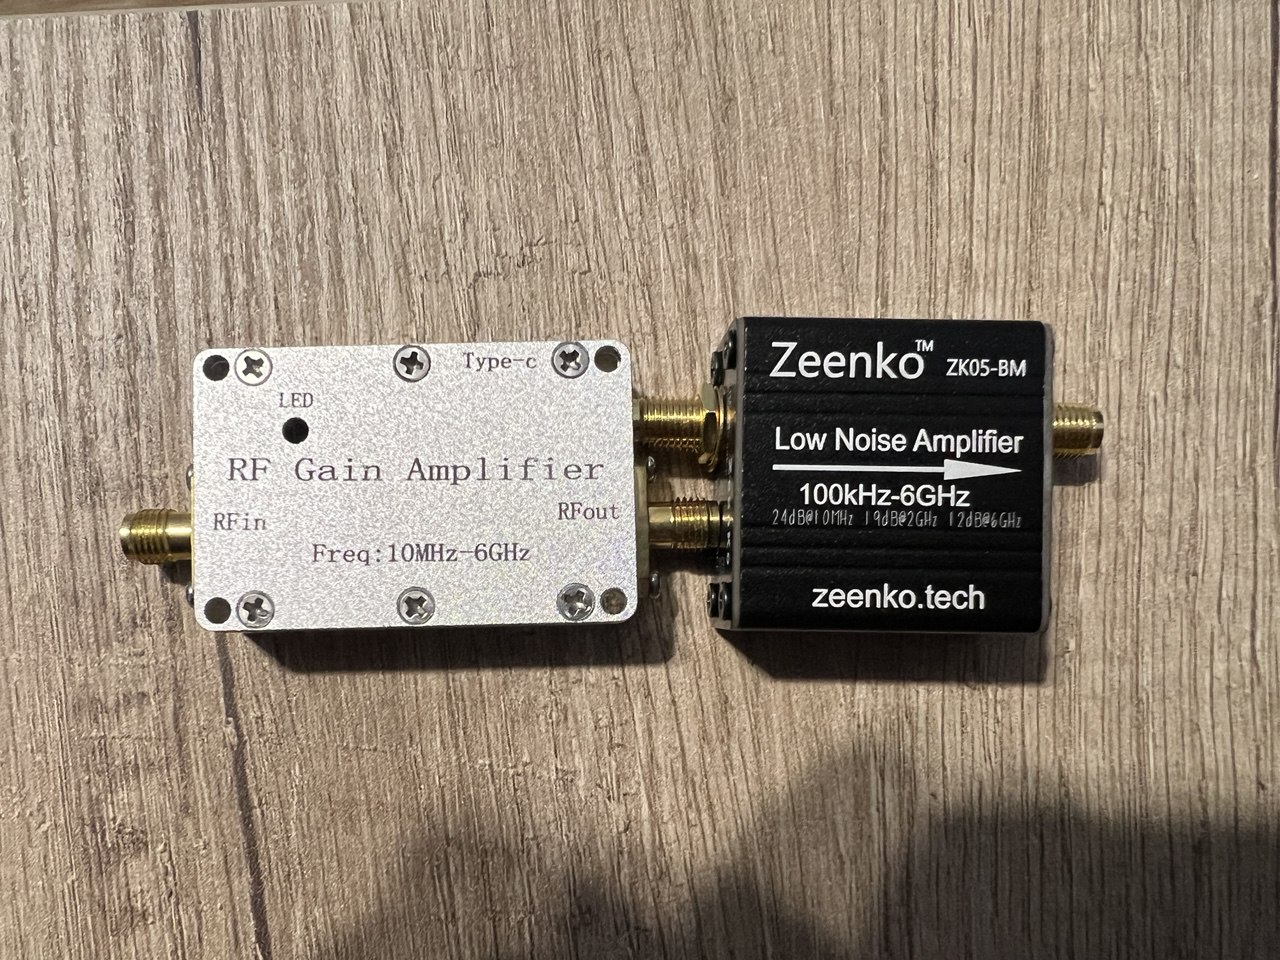 Type-c
LED
RF Gain Amplifier
RFin
RFout
Freq:10MHz-6GHz
Zeenko™ ZK05-BM
Low Noise Amplifier
100kHz-6GHz
24dB@10MHz 19dB@2GHz 12dB@6GHz
zeenko.tech